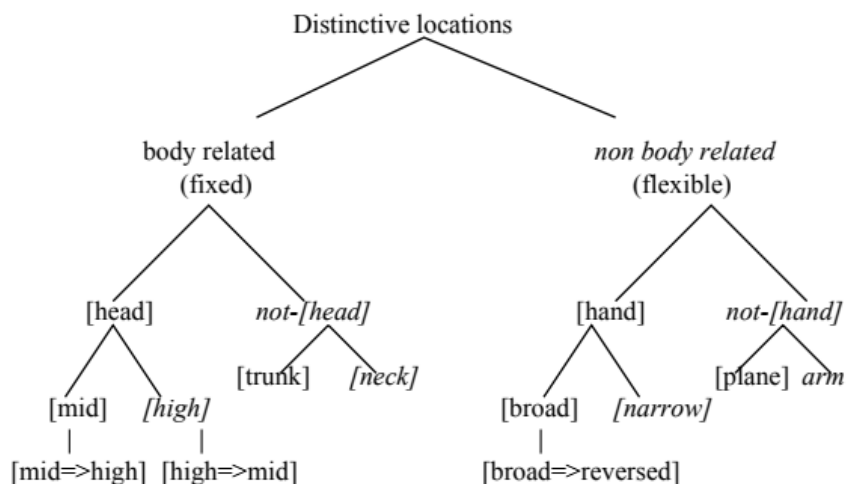 Distinctive locations
body related non body related
(fixed) (flexible)
[head] not-[head] [hand] not-[hand]
[trunk] [neck] [plane] arm
[mid] [high] [broad] [narrow]
[mid=>high] [high=>mid] [broad=>reversed]